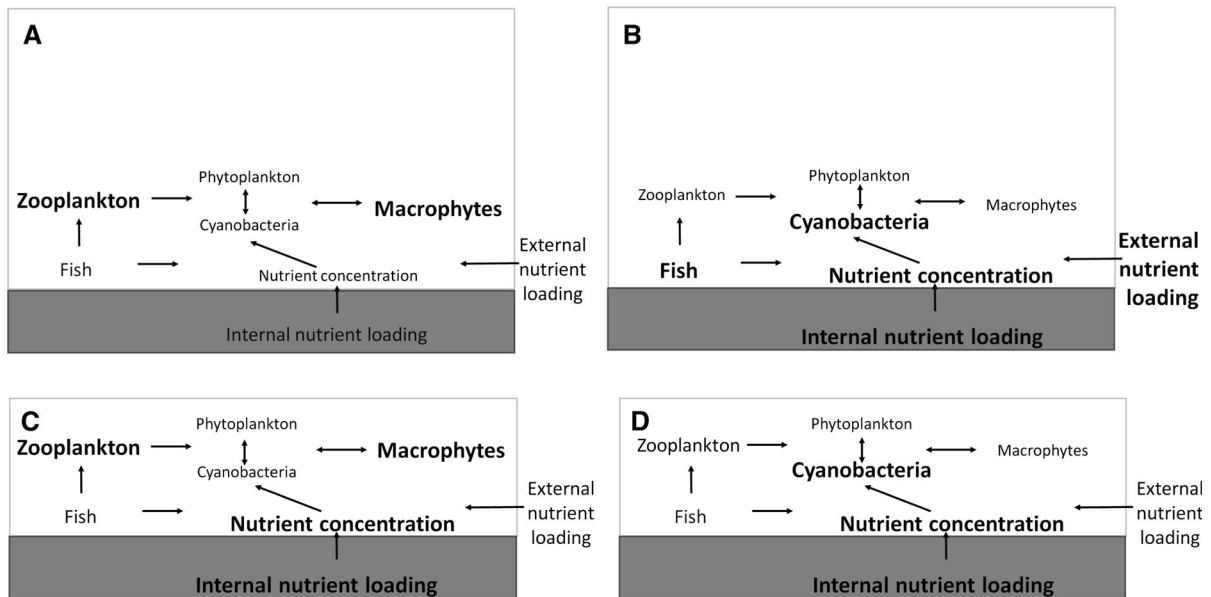 A
Phytoplankton
Zooplankton
Cyanobacteria
Macrophytes
Fish
Nutrient concentration
External
nutrient
loading
Internal nutrient loading
B
Phytoplankton
Zooplankton
Cyanobacteria
Macrophytes
Fish
Nutrient concentration
External
nutrient
loading
Internal nutrient loading
C
Phytoplankton
Zooplankton
Cyanobacteria
Macrophytes
Fish
Nutrient concentration
External
nutrient
loading
Internal nutrient loading
D
Phytoplankton
Zooplankton
Cyanobacteria
Macrophytes
Fish
Nutrient concentration
External
nutrient
loading
Internal nutrient loading